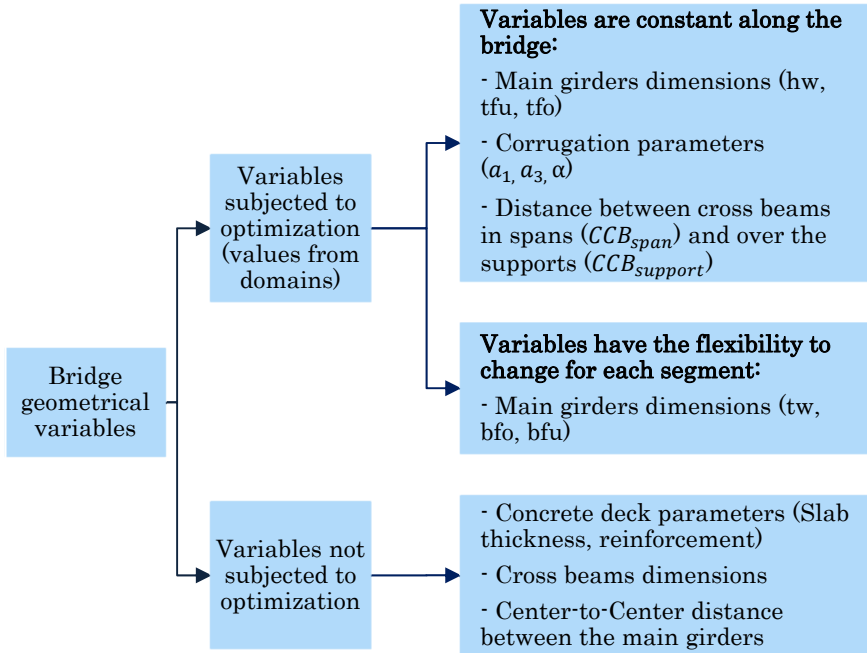 Bridge
geometrical
variables
Variables
subjected to
optimization
(values from
domains)
Variables are constant along the
bridge:
- Main girders dimensions (hw,
tfu, tfo)
- Corrugation parameters
(𝑎₁, 𝑎₃, α)
- Distance between cross beams
in spans (𝐶𝐶𝐵ₛₚₐₙ) and over the
supports (𝐶𝐶𝐵_support)
Variables have the flexibility to
change for each segment:
- Main girders dimensions (tw,
bfo, bfu)
Variables not
subjected to
optimization
- Concrete deck parameters (Slab
thickness, reinforcement)
- Cross beams dimensions
- Center-to-Center distance
between the main girders